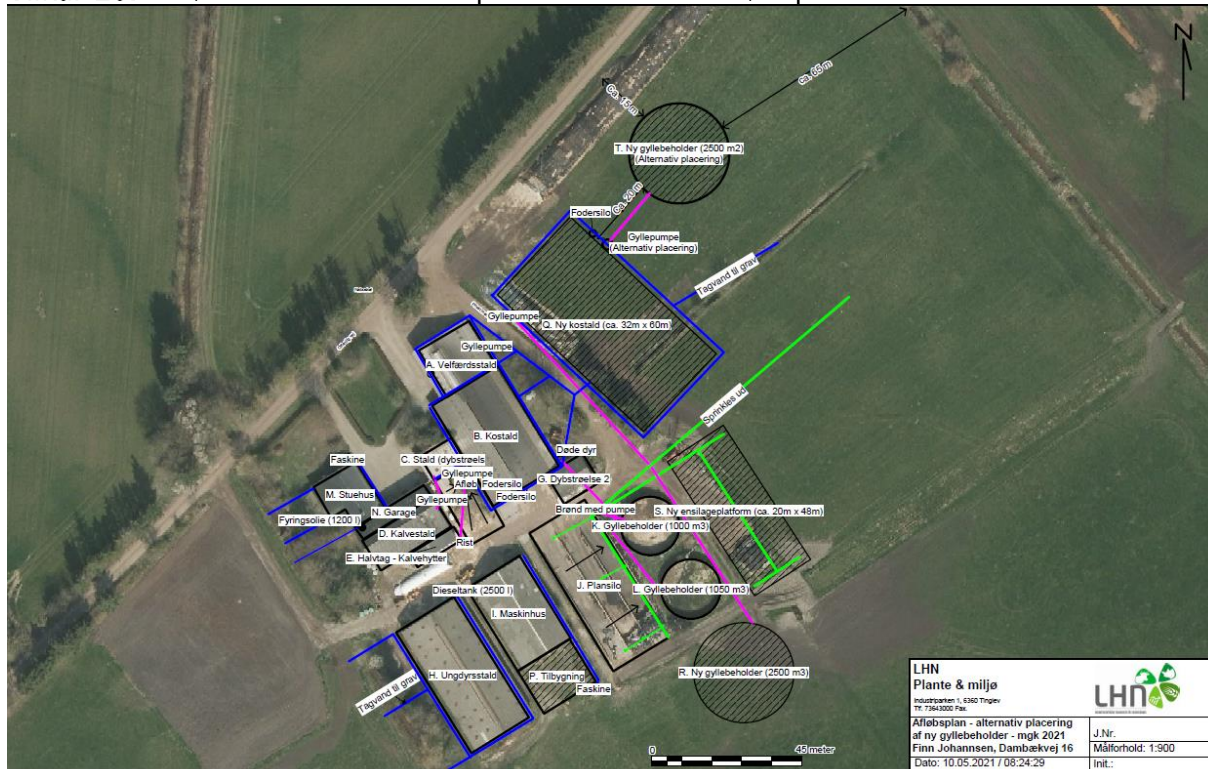 N
ca. 65 m
Ca. 15 m
T. Ny gyllebeholder (2500 m2)
(Alternativ placering)
Ca. 20 m
Fodersilo
Gyllepumpe
(Alternativ placering)
Tagvand til grav
Gyllepumpe
Q. Ny kostald (ca. 32m x 60m)
Gyllepumpe
A. Velfærdsstald
Sprinkles ud
B. Kostald
Døde dyr
C. Stald (dybstrøels
Faskine
Gyllepumpe
G. Dybstrøelse 2
Afløb
Fodersilo
M. Stuehus
Fodersilo
Gyllepumpe
Brønd med pumpe
S. Ny ensilageplatform (ca. 20m x 48m)
N. Garage
Fyringsolie (1200 l)
K. Gyllebeholder (1000 m3)
D. Kalvestald
Rist
E. Halvtag - Kalvehytter
J. Plansilo
Dieseltank (2500 l)
L. Gyllebeholder (1050 m3)
I. Maskinhus
H. Ungdyrsstald
P. Tilbygning
R. Ny gyllebeholder (2500 m3)
Faskine
Tagvand til grav
0 45 meter
LHN
Plante & miljø
Industriparken 1, 6360 Tinglev
Tlf: 73643000 Fax:
LHN
Afløbsplan - alternativ placering
af ny gyllebeholder - mgk 2021
Finn Johannsen, Dambækvej 16
Dato: 10.05.2021 / 08:24:29
J.Nr.
Målforhold: 1:900
Init.: